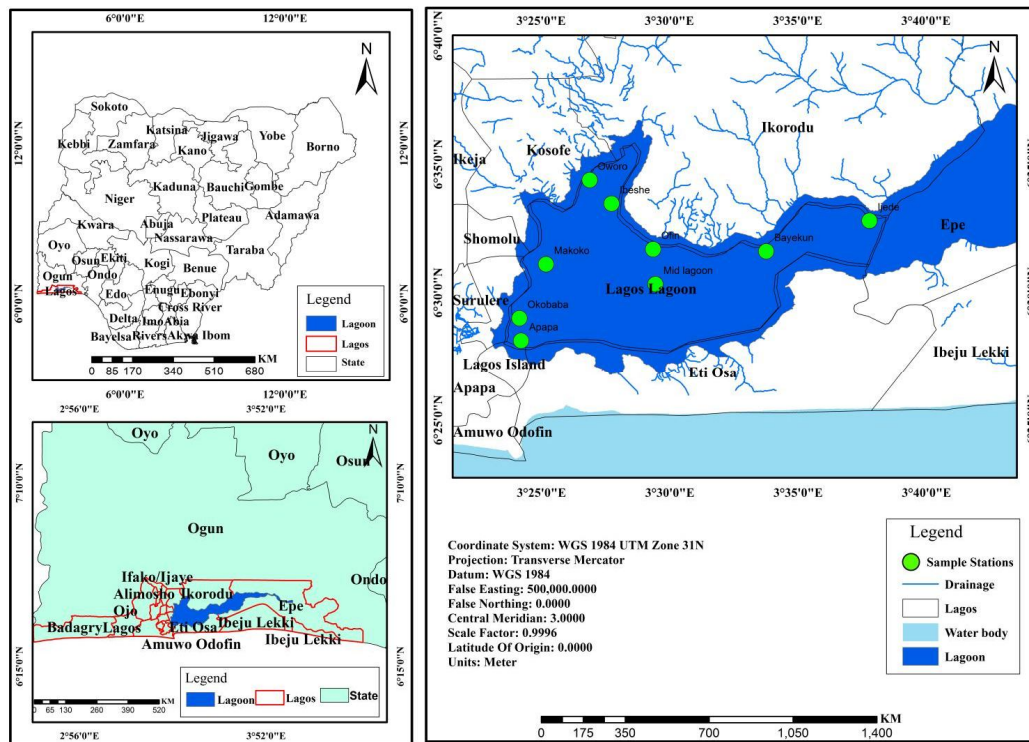 6°0'0"E 12°0'0"E
N
12°0'0"N
12°0'0"N
Sokoto
Katsina
Jigawa
Yobe
Kebbi
Zamfara
Kano
Borno
Kaduna
Bauchi
Gombe
Niger
Adamawa
Plateau
Kwara
Abuja
Nassarawa
Oyo
Taraba
Osun
Ekiti
Kogi
Benue
Ogun
Ondo
Lagos
Edo
Enugu
Ebonyi
Cross River
Delta
Imo
Abia
Bayelsa
Rivers
Akwa Ibom
6°0'0"N
6°0'0"N
Legend
Lagoon
Lagos
State
KM
0 85 170 340 510 680
6°0'0"E 12°0'0"E
2°56'0"E 3°52'0"E
N
Oyo
Oyo
Osun
7°10'0"N
7°10'0"N
Ogun
Ondo
Ifako/Ijaye
Alimosho
Ikorodu
Ojo
Epe
Badagry
Lagos
Eti Osa
Ibeju Lekki
Amuwo Odofin
Ibeju Lekki
6°15'0"N
6°15'0"N
Legend
Lagoon
Lagos
State
KM
0 65 130 260 390 520
2°56'0"E 3°52'0"E
3°25'0"E 3°30'0"E 3°35'0"E 3°40'0"E
6°40'0"N
N
Ikorodu
Kosofe
Ikeja
6°35'0"N
Oworo
Ibeshe
Ijede
Epe
Shomolu
Ofin
Bayekun
Makoko
Mid lagoon
Lagos Lagoon
6°30'0"N
Surulere
Okobaba
Apapa
Lagos Island
Eti Osa
Ibeju Lekki
Apapa
6°25'0"N
Amuwo Odofin
3°25'0"E 3°30'0"E 3°35'0"E 3°40'0"E
Coordinate System: WGS 1984 UTM Zone 31N
Projection: Transverse Mercator
Datum: WGS 1984
False Easting: 500,000.0000
False Northing: 0.0000
Central Meridian: 3.0000
Scale Factor: 0.9996
Latitude Of Origin: 0.0000
Units: Meter
Legend
Sample Stations
Drainage
Lagos
Water body
Lagoon
KM
0 175 350 700 1,050 1,400